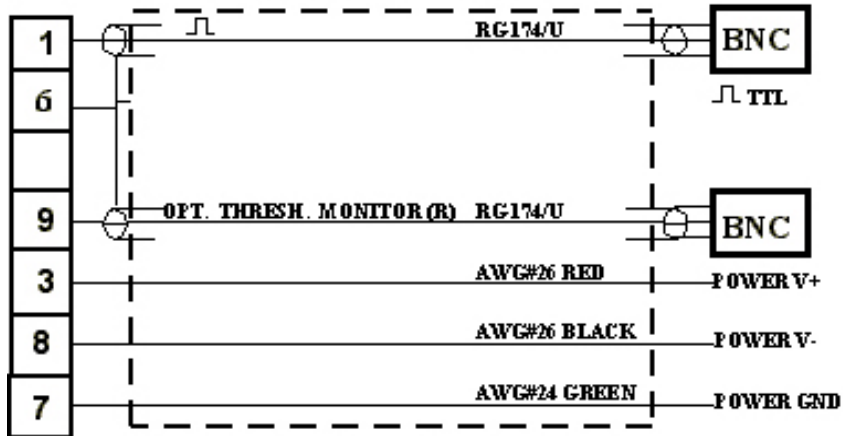 1 RG174/U BNC
6 TTL
9 OPT. THRESH. MONITOR (R) RG174/U BNC
3 AWG#26 RED POWER V+
8 AWG#26 BLACK POWER V-
7 AWG#24 GREEN POWER GND